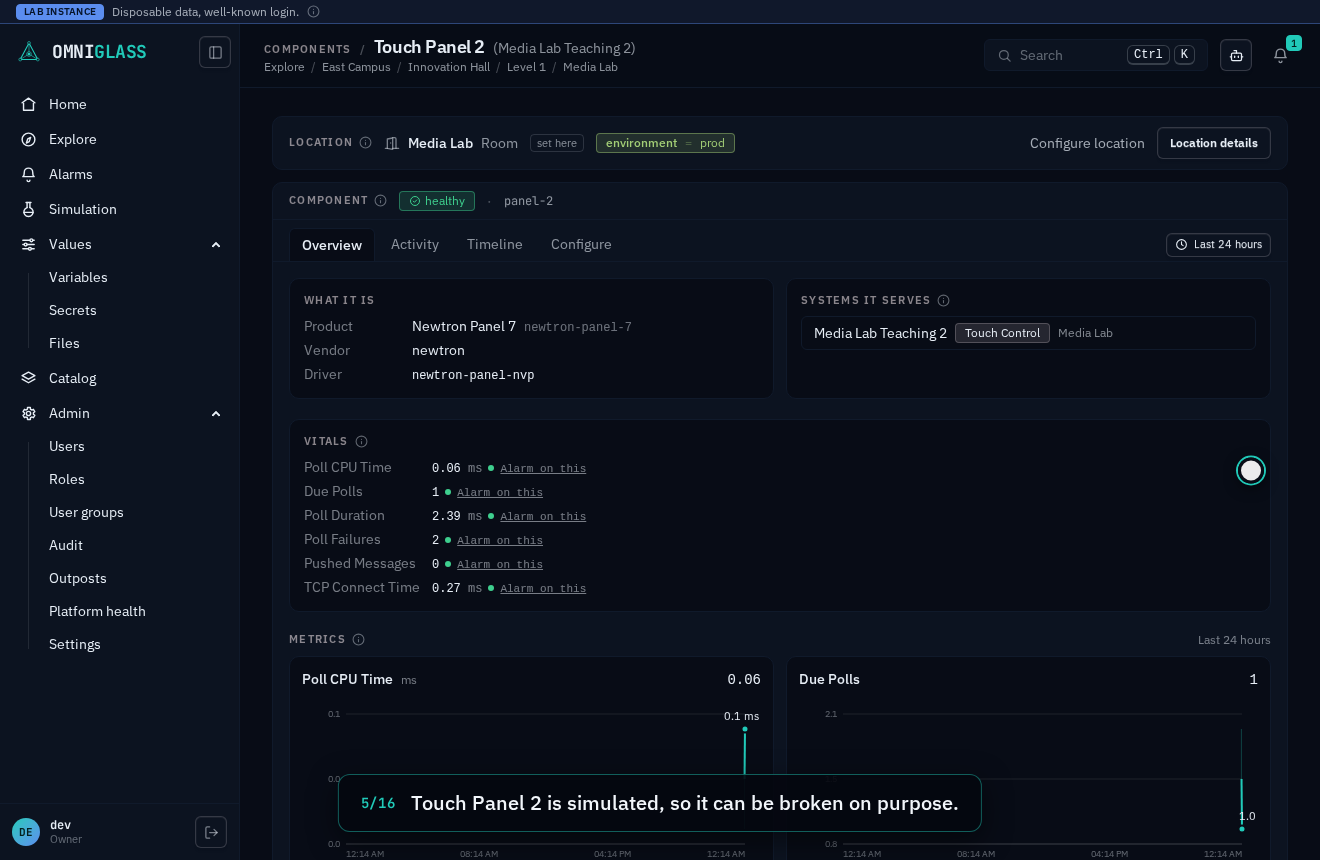 LAB INSTANCE Disposable data, well-known login.
OMNIGLASS
COMPONENTS / Touch Panel 2 (Media Lab Teaching 2)
Explore / East Campus / Innovation Hall / Level 1 / Media Lab
Search Ctrl K
1
Home
Explore
Alarms
Simulation
Values
Variables
Secrets
Files
Catalog
Admin
Users
Roles
User groups
Audit
Outposts
Platform health
Settings
DE dev
Owner
LOCATION Media Lab Room set here environment = prod Configure location Location details
COMPONENT healthy · panel-2
Overview Activity Timeline Configure Last 24 hours
WHAT IT IS
Product Newtron Panel 7 newtron-panel-7
Vendor newtron
Driver newtron-panel-nvp
SYSTEMS IT SERVES
Media Lab Teaching 2 Touch Control Media Lab
VITALS
Poll CPU Time 0.06 ms Alarm on this
Due Polls 1 Alarm on this
Poll Duration 2.39 ms Alarm on this
Poll Failures 2 Alarm on this
Pushed Messages 0 Alarm on this
TCP Connect Time 0.27 ms Alarm on this
METRICS Last 24 hours
Poll CPU Time ms 0.06
0.1
0.1 ms
0.0
0.0
12:14 AM 08:14 AM 04:14 PM 12:14 AM
Due Polls 1
2.1
1.0
0.8
12:14 AM 08:14 AM 04:14 PM 12:14 AM
5/16 Touch Panel 2 is simulated, so it can be broken on purpose.